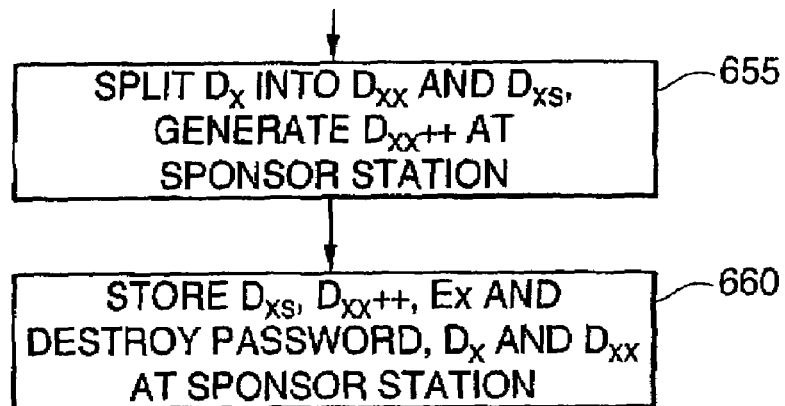 SPLIT Dₓ INTO Dₓₓ AND Dₓₛ,
GENERATE Dₓₓ++ AT
SPONSOR STATION
655
STORE Dₓₛ, Dₓₓ++, Ex AND
DESTROY PASSWORD, Dₓ AND Dₓₓ
AT SPONSOR STATION
660